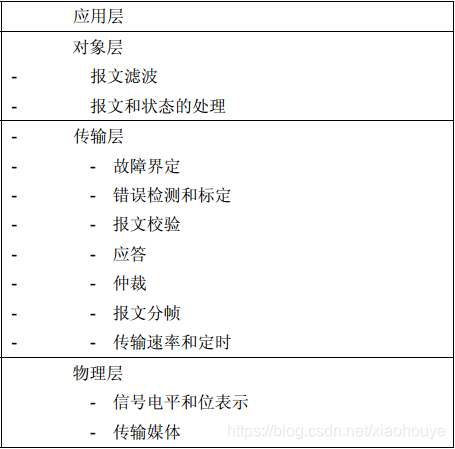 应用层
对象层
- 报文滤波
- 报文和状态的处理
- 传输层
- - 故障界定
- - 错误检测和标定
- - 报文校验
- - 应答
- - 仲裁
- - 报文分帧
- - 传输速率和定时
物理层
- 信号电平和位表示
- 传输媒体
https://blog.csdn.net/xiaohouye